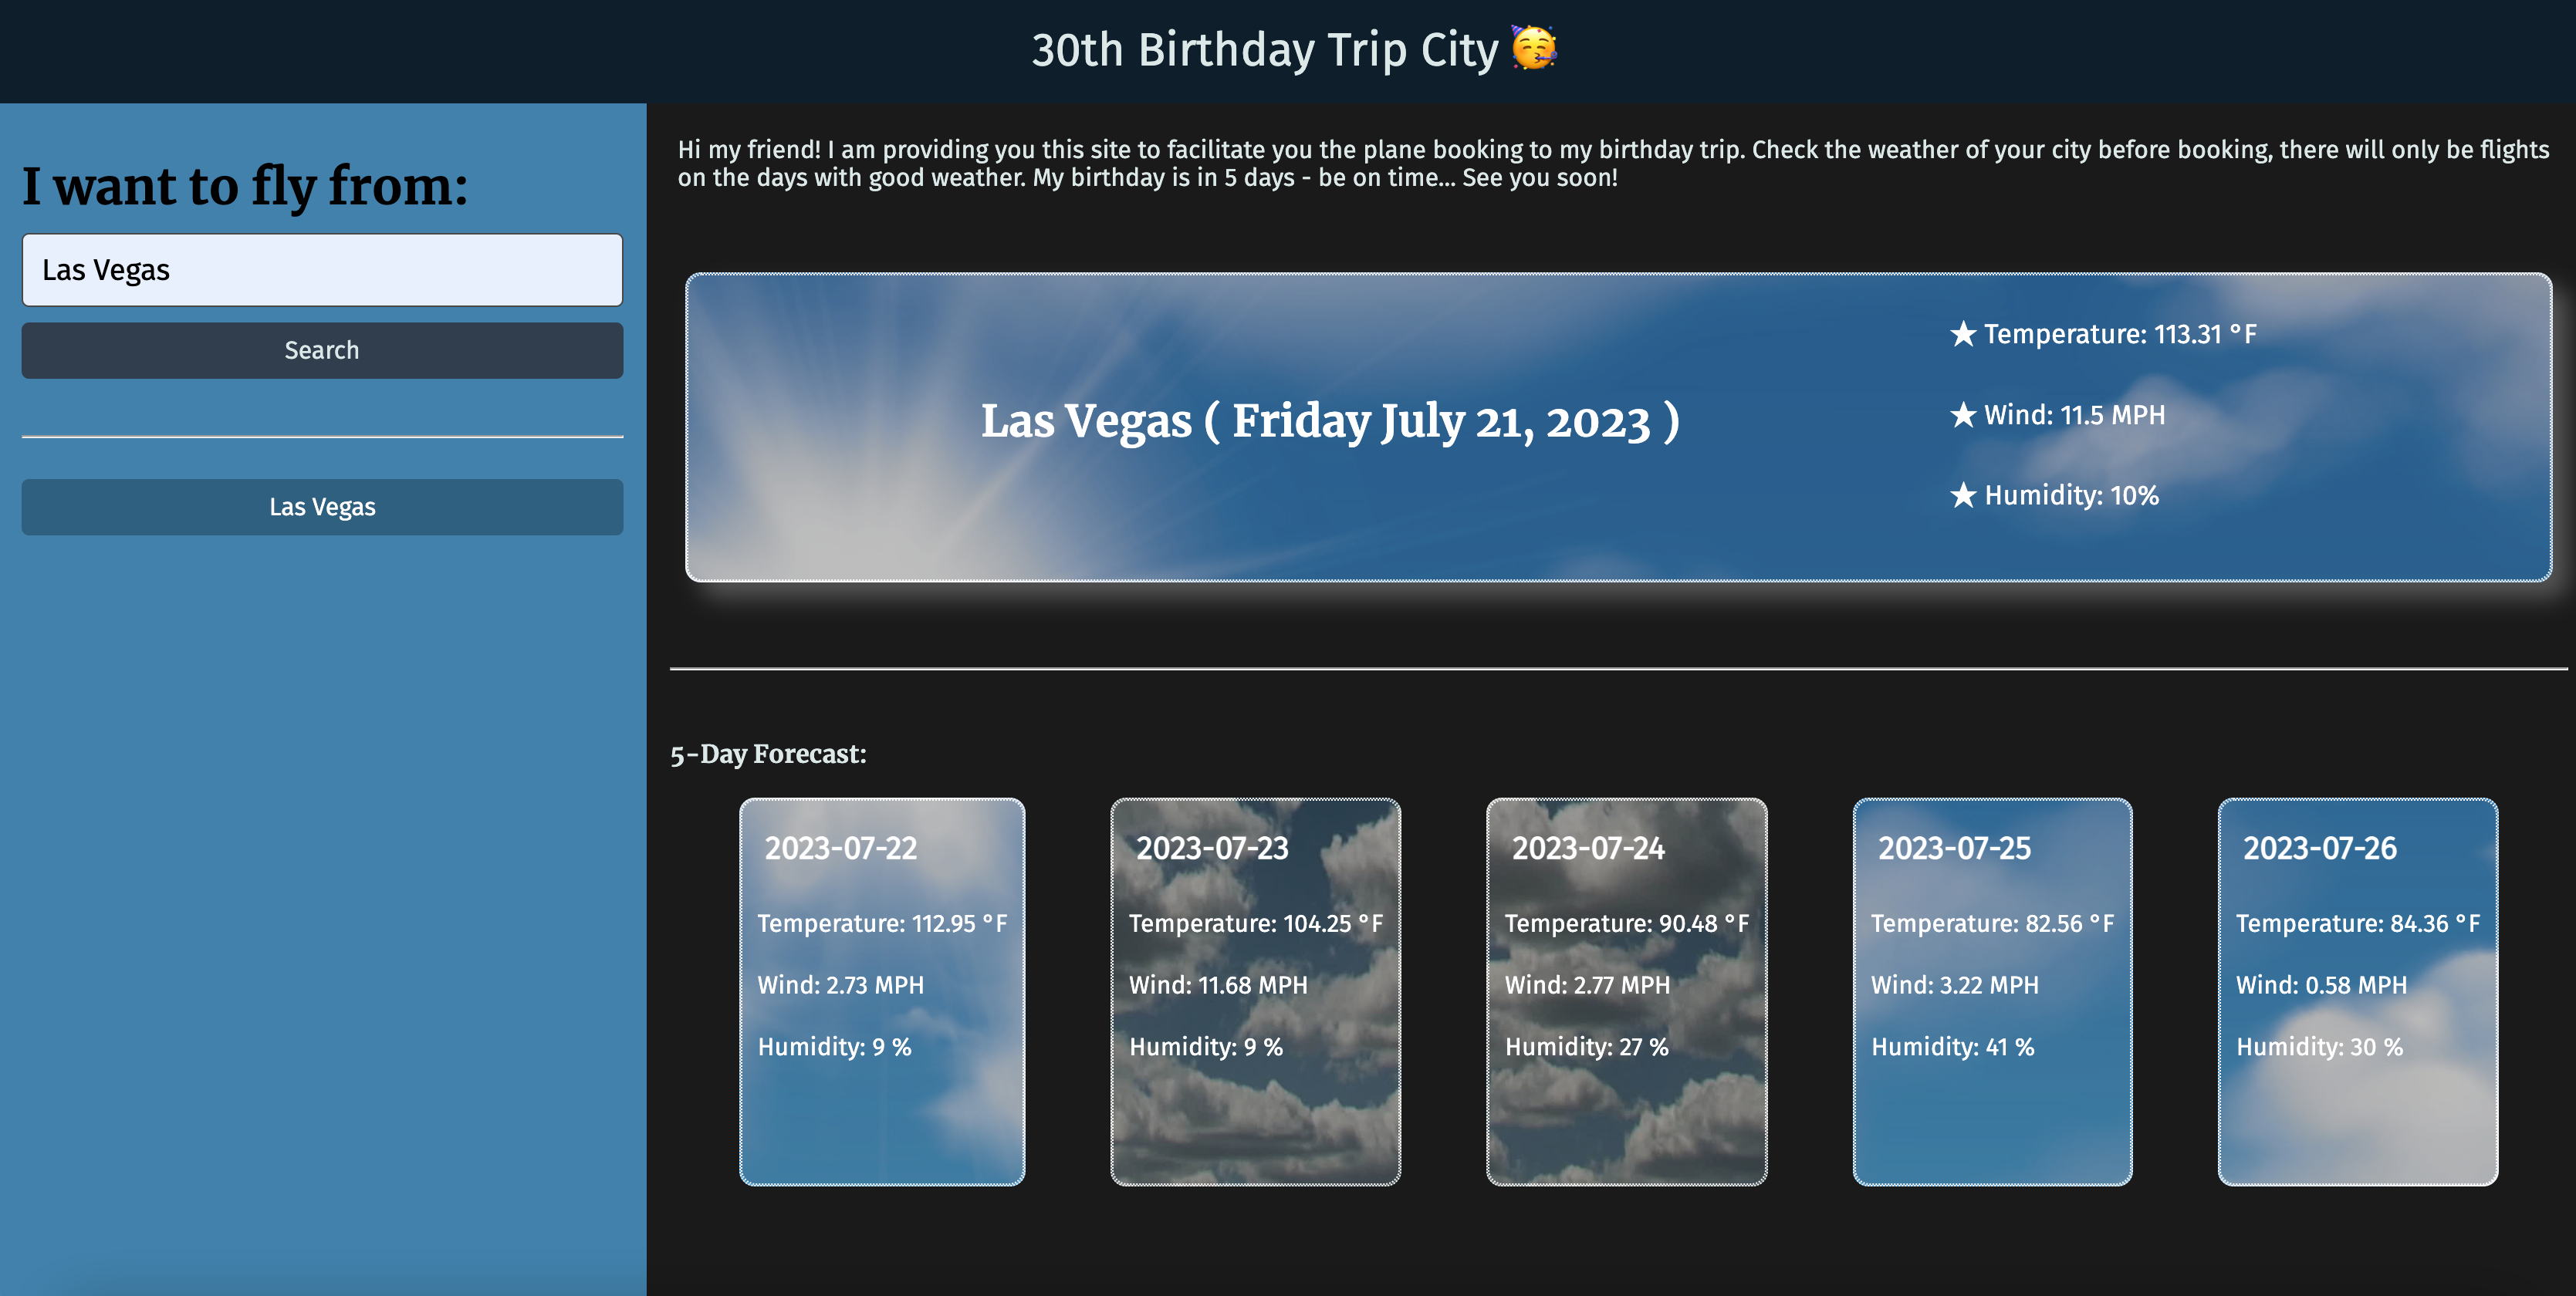 30th Birthday Trip City 🥳
I want to fly from:
Las Vegas
Search
Las Vegas
Hi my friend! I am providing you this site to facilitate you the plane booking to my birthday trip. Check the weather of your city before booking, there will only be flights
on the days with good weather. My birthday is in 5 days - be on time... See you soon!
Las Vegas ( Friday July 21, 2023 )
★ Temperature: 113.31 °F
★ Wind: 11.5 MPH
★ Humidity: 10%
5-Day Forecast:
2023-07-22
Temperature: 112.95 °F
Wind: 2.73 MPH
Humidity: 9 %
2023-07-23
Temperature: 104.25 °F
Wind: 11.68 MPH
Humidity: 9 %
2023-07-24
Temperature: 90.48 °F
Wind: 2.77 MPH
Humidity: 27 %
2023-07-25
Temperature: 82.56 °F
Wind: 3.22 MPH
Humidity: 41 %
2023-07-26
Temperature: 84.36 °F
Wind: 0.58 MPH
Humidity: 30 %